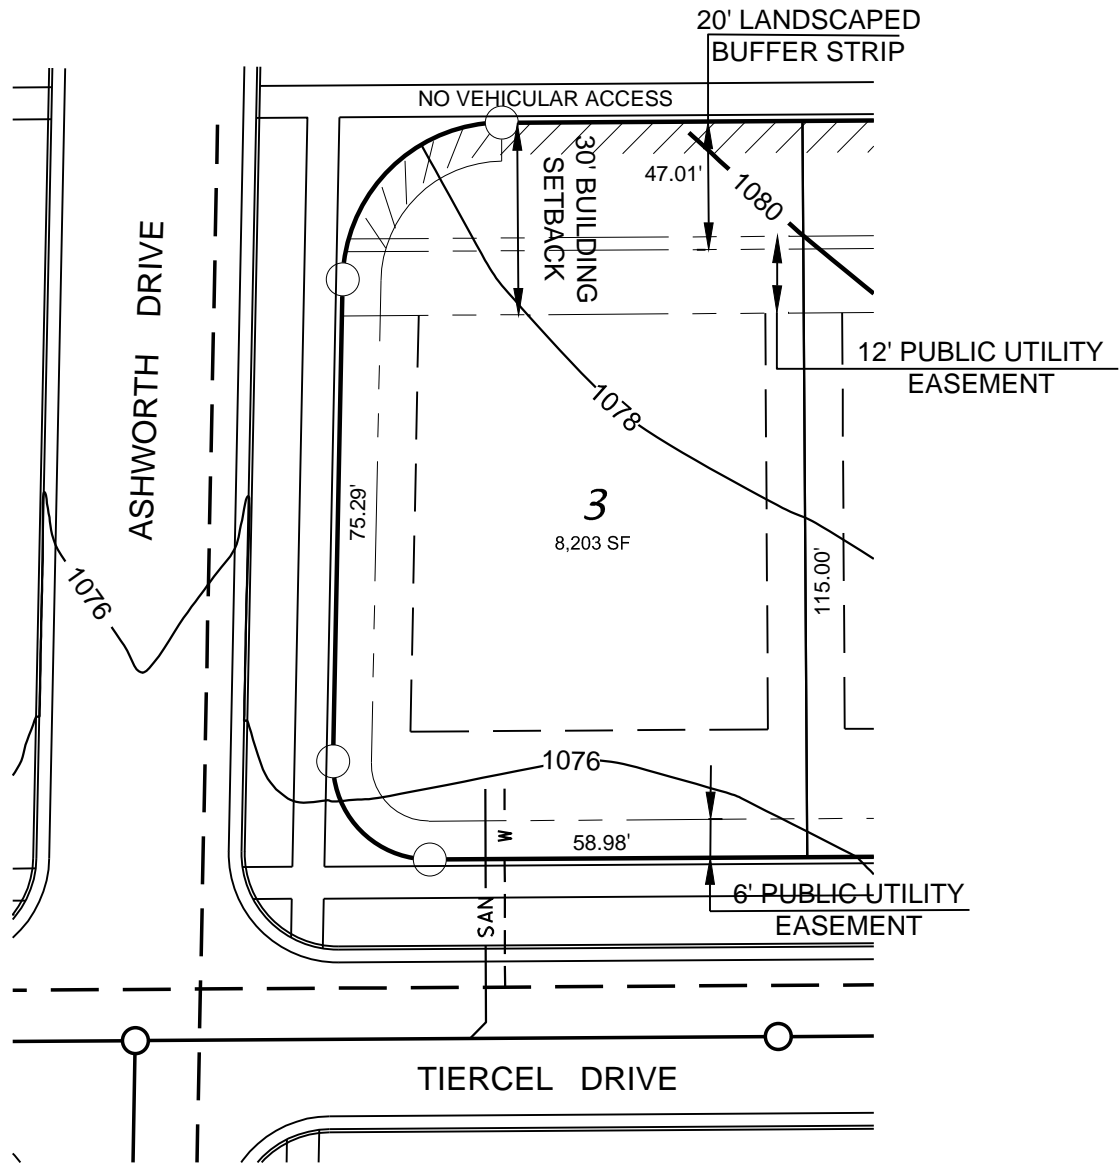 20' LANDSCAPED
BUFFER STRIP
NO VEHICULAR ACCESS
30' BUILDING
SETBACK
47.01'
1080
ASHWORTH DRIVE
12' PUBLIC UTILITY
EASEMENT
1078
75.29'
3
8,203 SF
115.00'
1076
1076
W
58.98'
SAN
6' PUBLIC UTILITY
EASEMENT
TIERCEL DRIVE